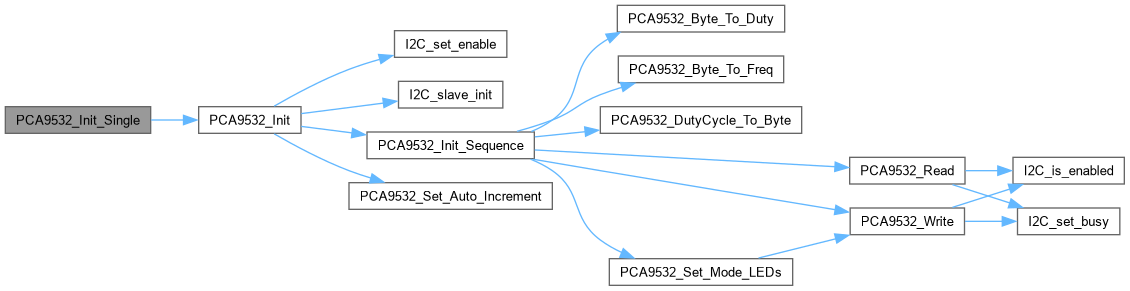 PCA9532_Init_Single
PCA9532_Init
I2C_set_enable
I2C_slave_init
PCA9532_Init_Sequence
PCA9532_Set_Auto_Increment
PCA9532_Byte_To_Duty
PCA9532_Byte_To_Freq
PCA9532_DutyCycle_To_Byte
PCA9532_Read
PCA9532_Write
PCA9532_Set_Mode_LEDs
I2C_is_enabled
I2C_set_busy